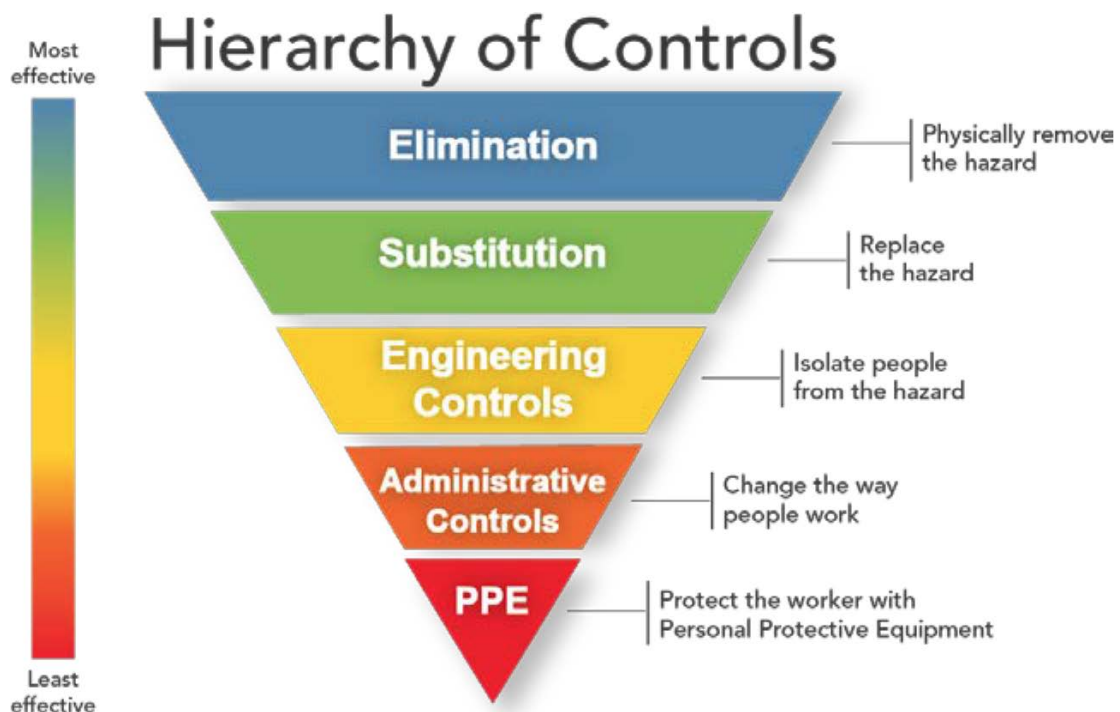 Hierarchy of Controls
Most
effective
Elimination
Physically remove
the hazard
Substitution
Replace
the hazard
Engineering
Controls
Isolate people
from the hazard
Administrative
Controls
Change the way
people work
PPE
Protect the worker with
Personal Protective Equipment
Least
effective